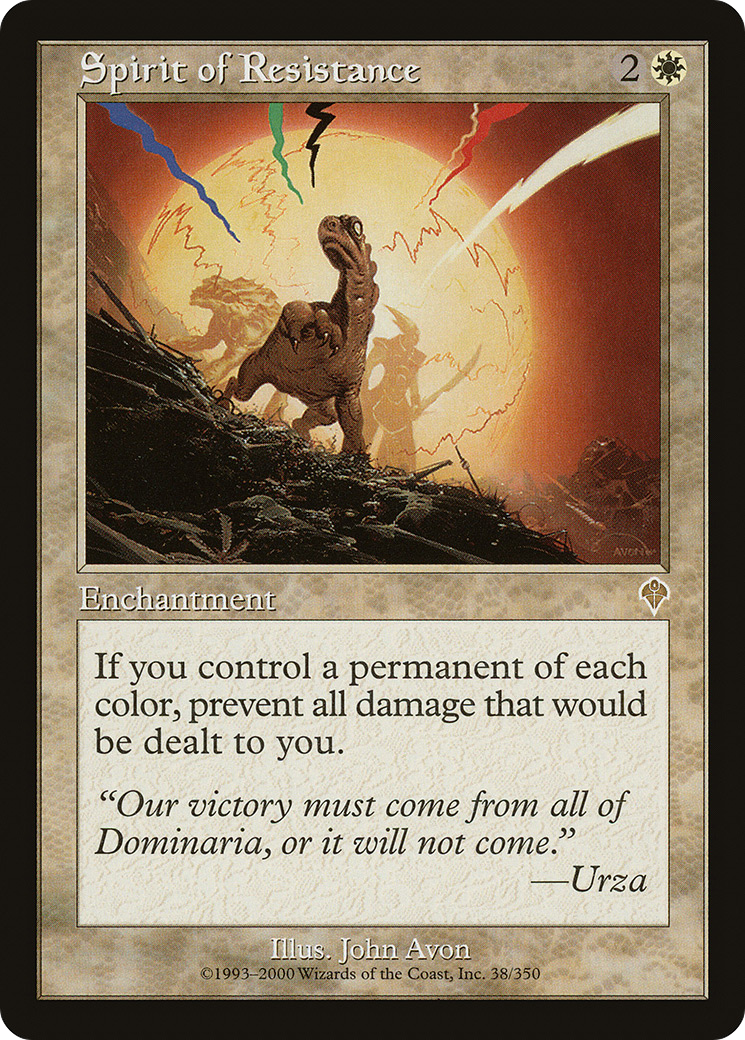 Spirit of Resistance 2
AVON
Enchantment
If you control a permanent of each
color, prevent all damage that would
be dealt to you.
“Our victory must come from all of
Dominaria, or it will not come.”
—Urza
Illus. John Avon
©1993–2000 Wizards of the Coast, Inc. 38/350